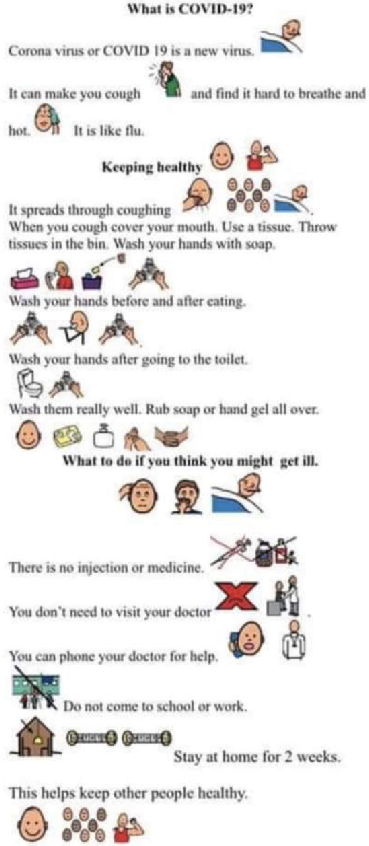 What is COVID-19?
Corona virus or COVID 19 is a new virus.
It can make you cough and find it hard to breathe and
hot. It is like flu.
Keeping healthy
It spreads through coughing .
When you cough cover your mouth. Use a tissue. Throw
tissues in the bin. Wash your hands with soap.
Wash your hands before and after eating.
Wash your hands after going to the toilet.
Wash them really well. Rub soap or hand gel all over.
What to do if you think you might get ill.
There is no injection or medicine.
You don't need to visit your doctor .
You can phone your doctor for help.
Do not come to school or work.
Stay at home for 2 weeks.
This helps keep other people healthy.